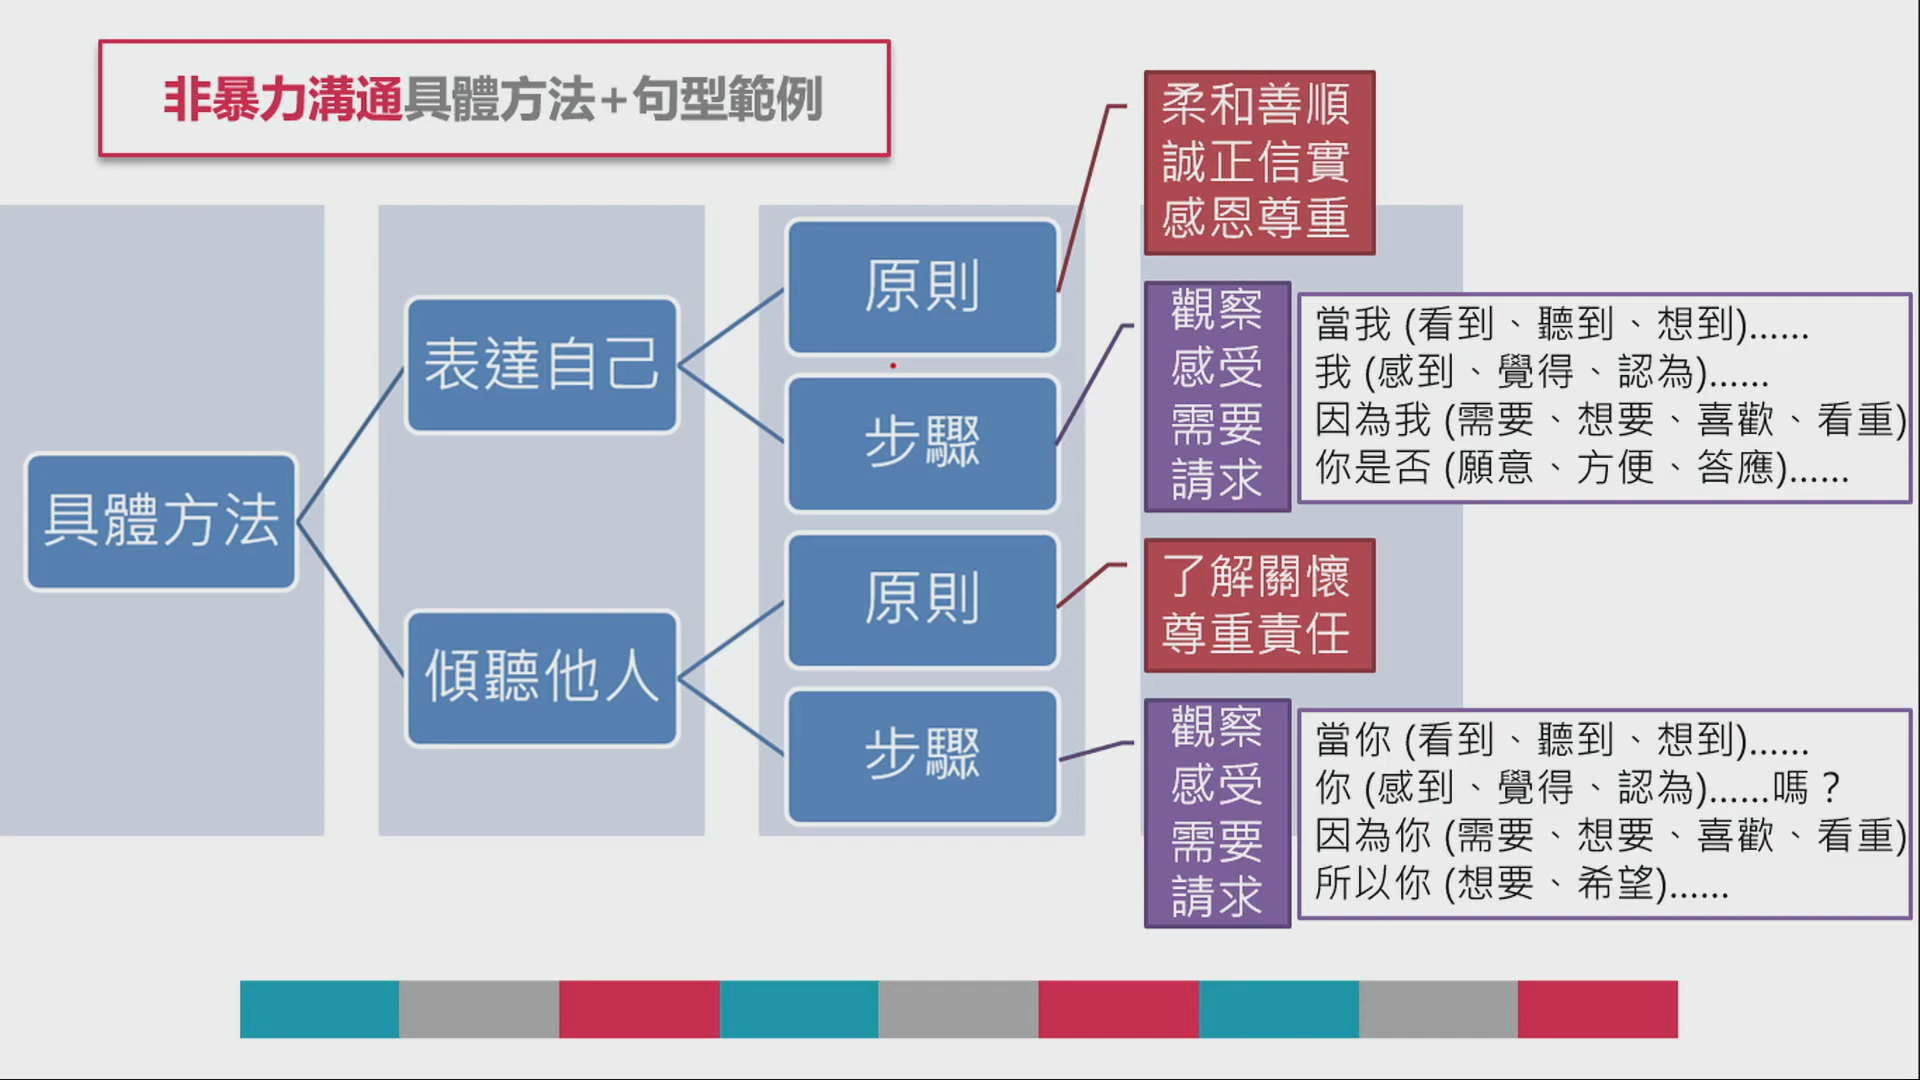 非暴力溝通具體方法+句型範例
具體方法
表達自己
原則
柔和善順
誠正信實
感恩尊重
步驟
觀察
感受
需要
請求
當我 (看到、聽到、想到)......
我 (感到、覺得、認為)......
因為我 (需要、想要、喜歡、看重)
你是否 (願意、方便、答應)......
傾聽他人
原則
了解關懷
尊重責任
步驟
觀察
感受
需要
請求
當你 (看到、聽到、想到)......
你 (感到、覺得、認為)......嗎？
因為你 (需要、想要、喜歡、看重)
所以你 (想要、希望)......